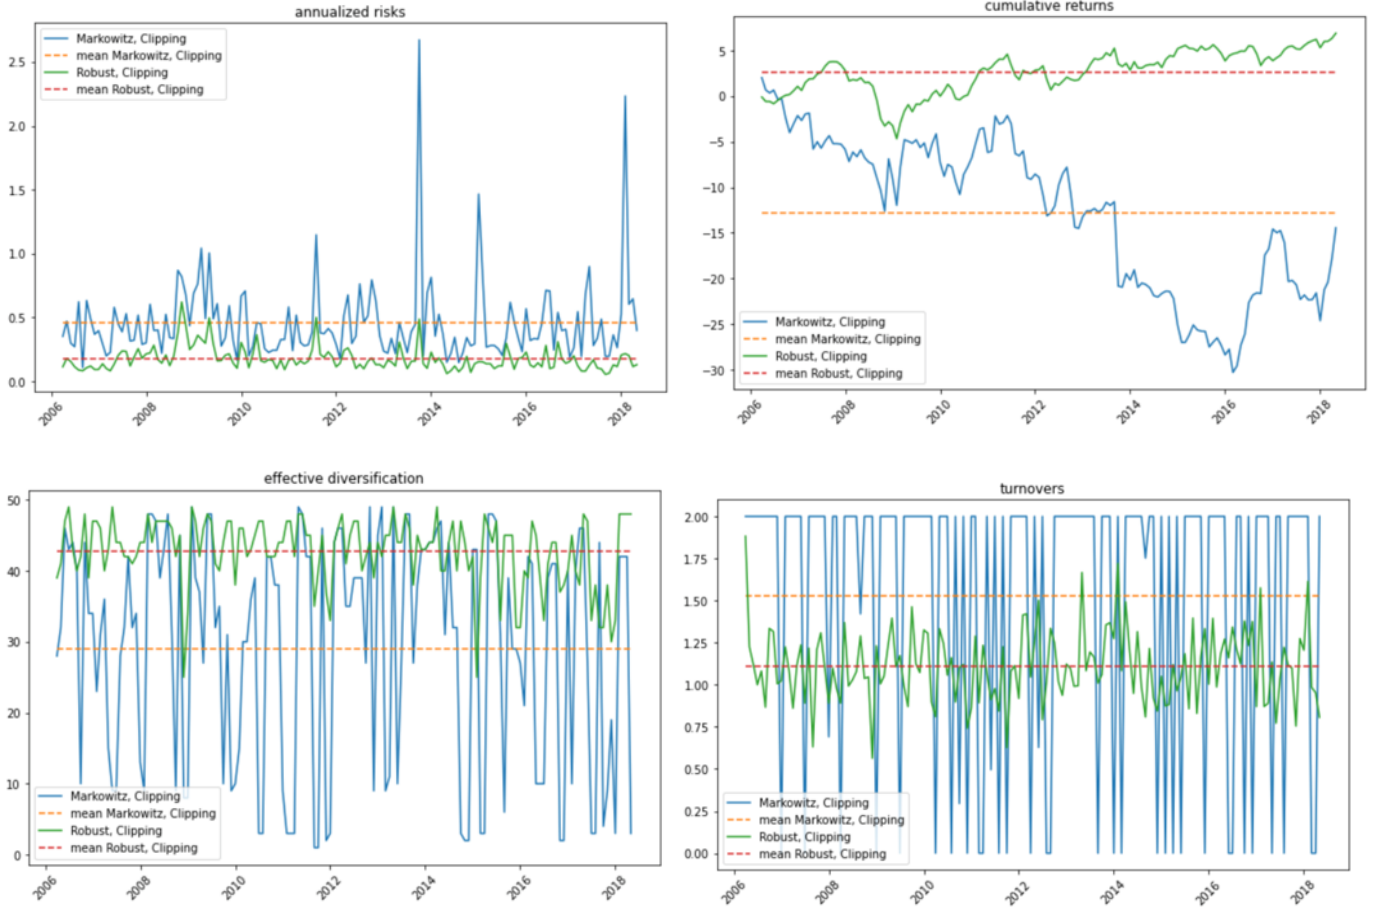 annualized risks
Markowitz, Clipping
mean Markowitz, Clipping
Robust, Clipping
mean Robust, Clipping
2.5
2.0
1.5
1.0
0.5
0.0
2006
2008
2010
2012
2014
2016
2018
cumulative returns
5
0
−5
−10
−15
−20
−25
−30
Markowitz, Clipping
mean Markowitz, Clipping
Robust, Clipping
mean Robust, Clipping
2006
2008
2010
2012
2014
2016
2018
effective diversification
50
40
30
20
10
0
Markowitz, Clipping
mean Markowitz, Clipping
Robust, Clipping
mean Robust, Clipping
2006
2008
2010
2012
2014
2016
2018
turnovers
2.00
1.75
1.50
1.25
1.00
0.75
0.50
0.25
0.00
Markowitz, Clipping
mean Markowitz, Clipping
Robust, Clipping
mean Robust, Clipping
2006
2008
2010
2012
2014
2016
2018